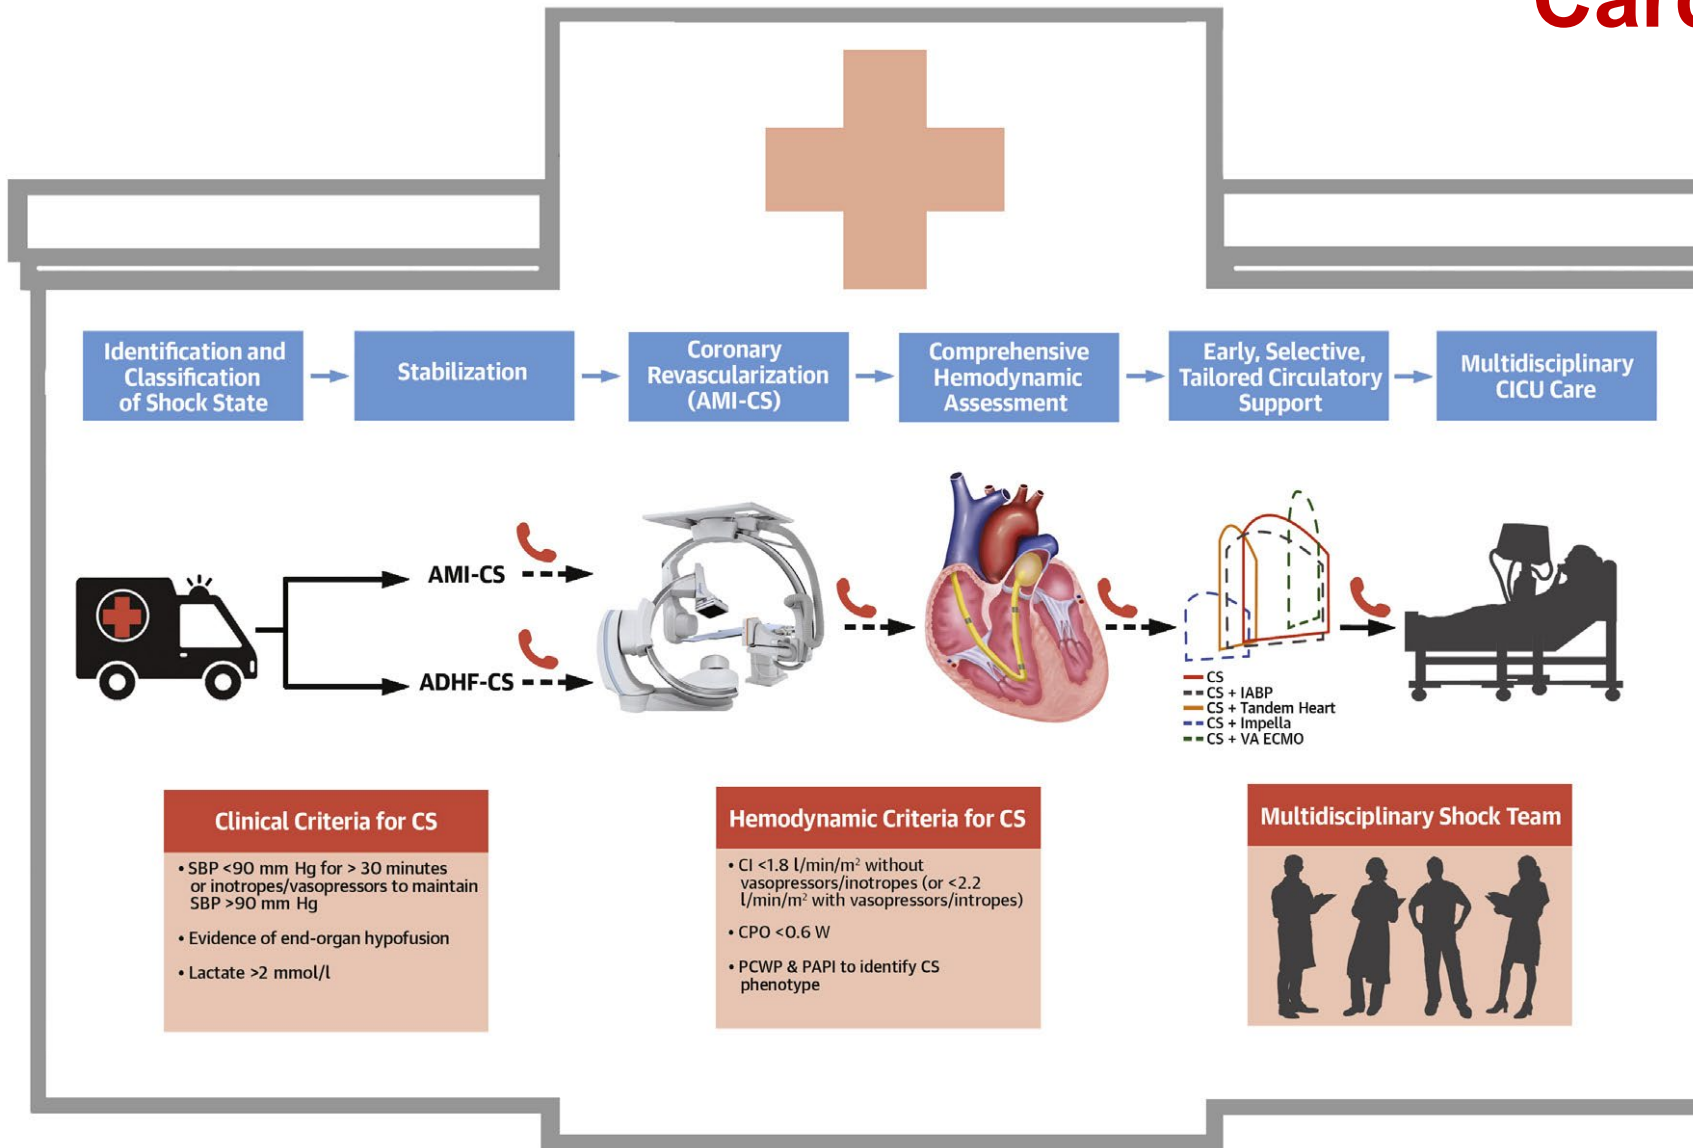 Identification and
Classification
of Shock State
Stabilization
Coronary
Revascularization
(AMI-CS)
Comprehensive
Hemodynamic
Assessment
Early, Selective,
Tailored Circulatory
Support
Multidisciplinary
CICU Care
AMI-CS
ADHF-CS
CS
CS + IABP
CS + Tandem Heart
CS + Impella
CS + VA ECMO
Clinical Criteria for CS
• SBP <90 mm Hg for > 30 minutes
or inotropes/vasopressors to maintain
SBP >90 mm Hg
• Evidence of end-organ hypofusion
• Lactate >2 mmol/l
Hemodynamic Criteria for CS
• CI <1.8 l/min/m² without
vasopressors/inotropes (or <2.2
l/min/m² with vasopressors/intropes)
• CPO <0.6 W
• PCWP & PAPI to identify CS
phenotype
Multidisciplinary Shock Team